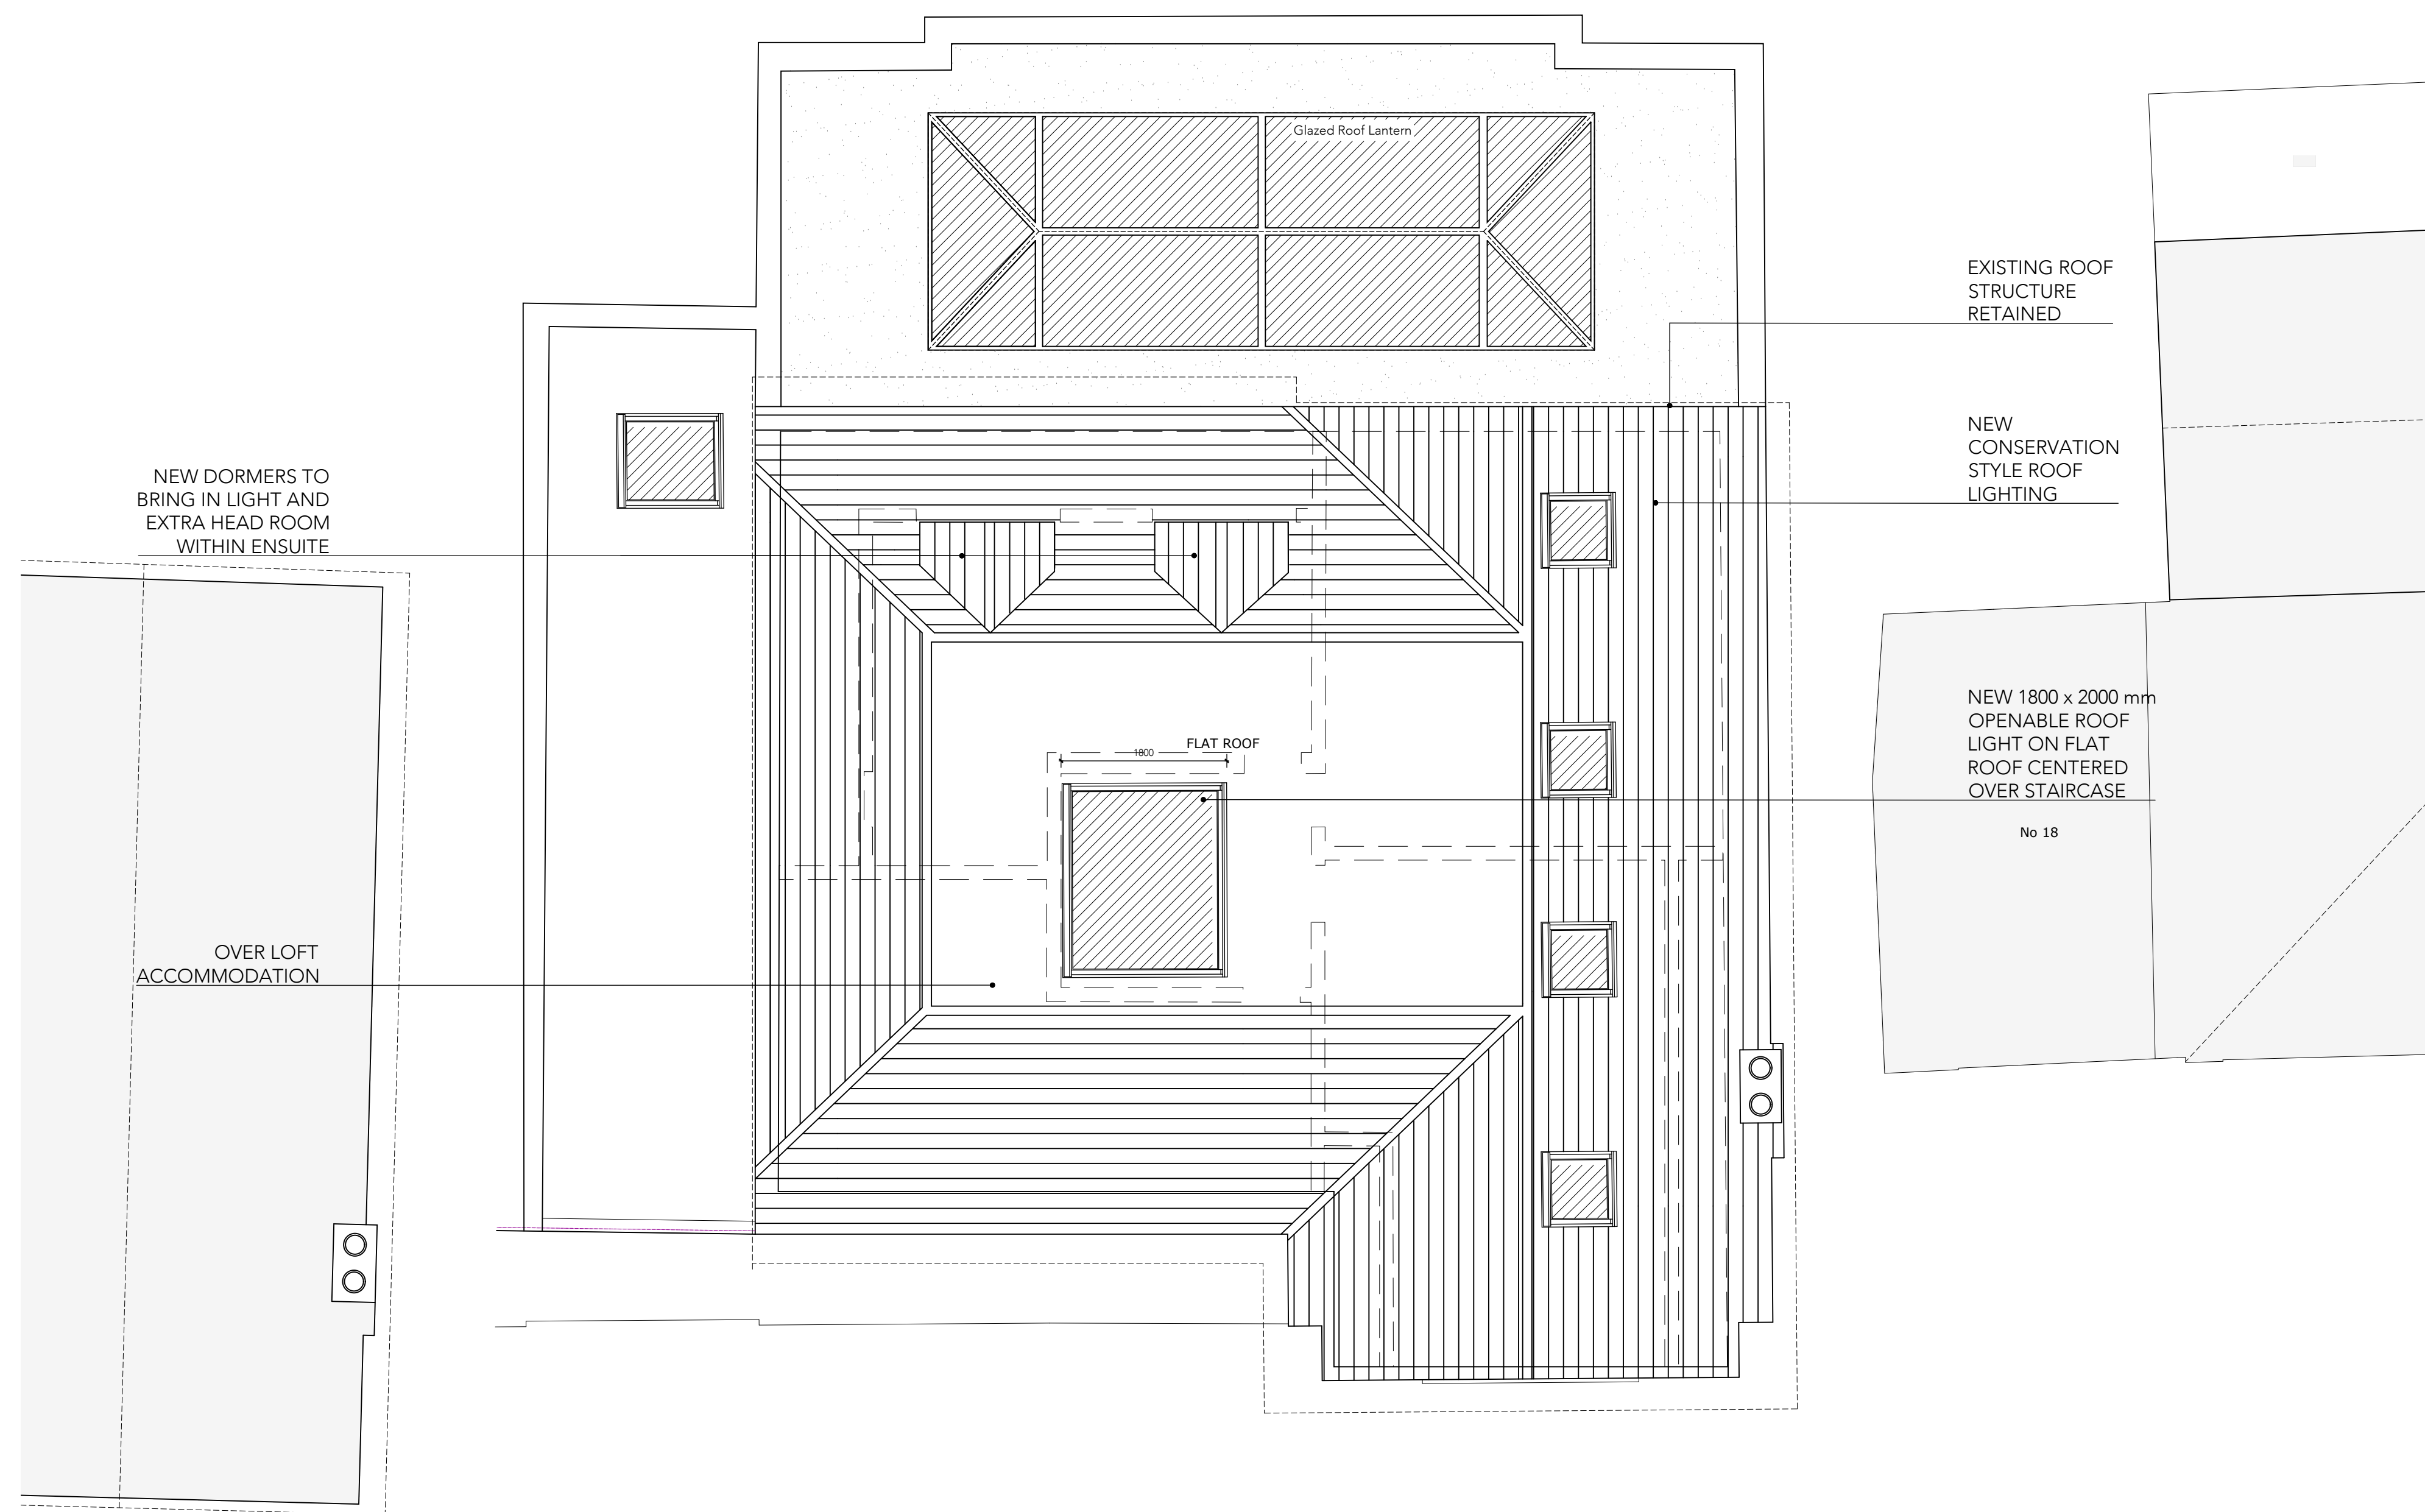 Glazed Roof Lantern
EXISTING ROOF
STRUCTURE
RETAINED
NEW
CONSERVATION
STYLE ROOF
LIGHTING
NEW DORMERS TO
BRING IN LIGHT AND
EXTRA HEAD ROOM
WITHIN ENSUITE
NEW 1800 x 2000 mm
OPENABLE ROOF
LIGHT ON FLAT
ROOF CENTERED
OVER STAIRCASE
FLAT ROOF
1800
No 18
OVER LOFT
ACCOMMODATION